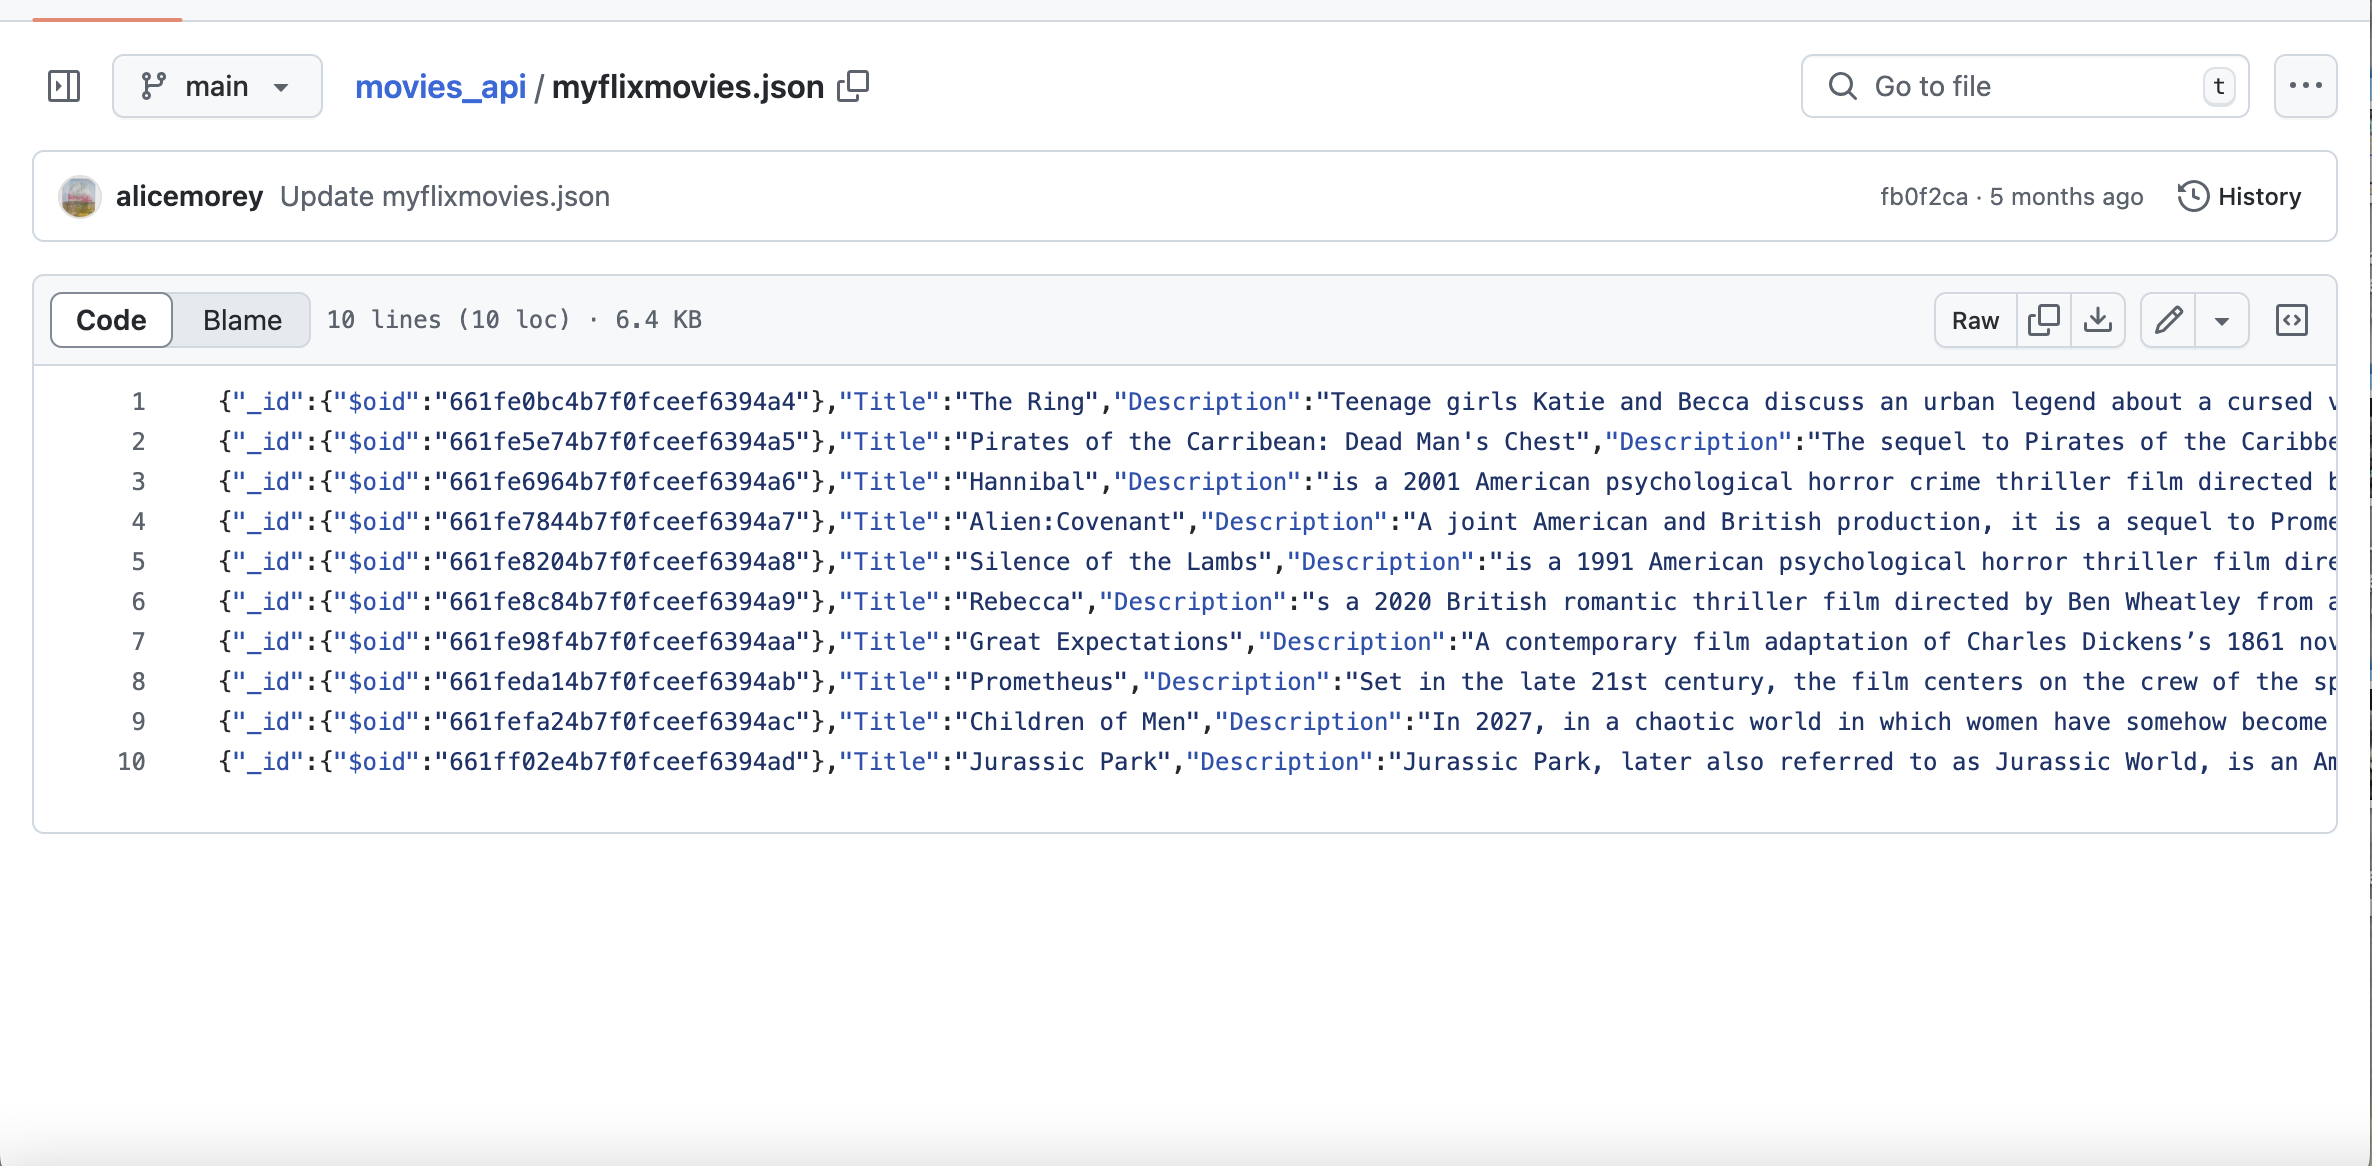 main
movies_api / myflixmovies.json
Go to file
t
alicemorey Update myflixmovies.json
fb0f2ca · 5 months ago
History
Code Blame 10 lines (10 loc) · 6.4 KB
Raw
1 {"_id":{"$oid":"661fe0bc4b7f0fceef6394a4"},"Title":"The Ring","Description":"Teenage girls Katie and Becca discuss an urban legend about a cursed v
2 {"_id":{"$oid":"661fe5e74b7f0fceef6394a5"},"Title":"Pirates of the Carribean: Dead Man's Chest","Description":"The sequel to Pirates of the Caribbe
3 {"_id":{"$oid":"661fe6964b7f0fceef6394a6"},"Title":"Hannibal","Description":"is a 2001 American psychological horror crime thriller film directed b
4 {"_id":{"$oid":"661fe7844b7f0fceef6394a7"},"Title":"Alien:Covenant","Description":"A joint American and British production, it is a sequel to Prome
5 {"_id":{"$oid":"661fe8204b7f0fceef6394a8"},"Title":"Silence of the Lambs","Description":"is a 1991 American psychological horror thriller film dire
6 {"_id":{"$oid":"661fe8c84b7f0fceef6394a9"},"Title":"Rebecca","Description":"s a 2020 British romantic thriller film directed by Ben Wheatley from a
7 {"_id":{"$oid":"661fe98f4b7f0fceef6394aa"},"Title":"Great Expectations","Description":"A contemporary film adaptation of Charles Dickens’s 1861 nov
8 {"_id":{"$oid":"661feda14b7f0fceef6394ab"},"Title":"Prometheus","Description":"Set in the late 21st century, the film centers on the crew of the sp
9 {"_id":{"$oid":"661fefa24b7f0fceef6394ac"},"Title":"Children of Men","Description":"In 2027, in a chaotic world in which women have somehow become
10 {"_id":{"$oid":"661ff02e4b7f0fceef6394ad"},"Title":"Jurassic Park","Description":"Jurassic Park, later also referred to as Jurassic World, is an Am